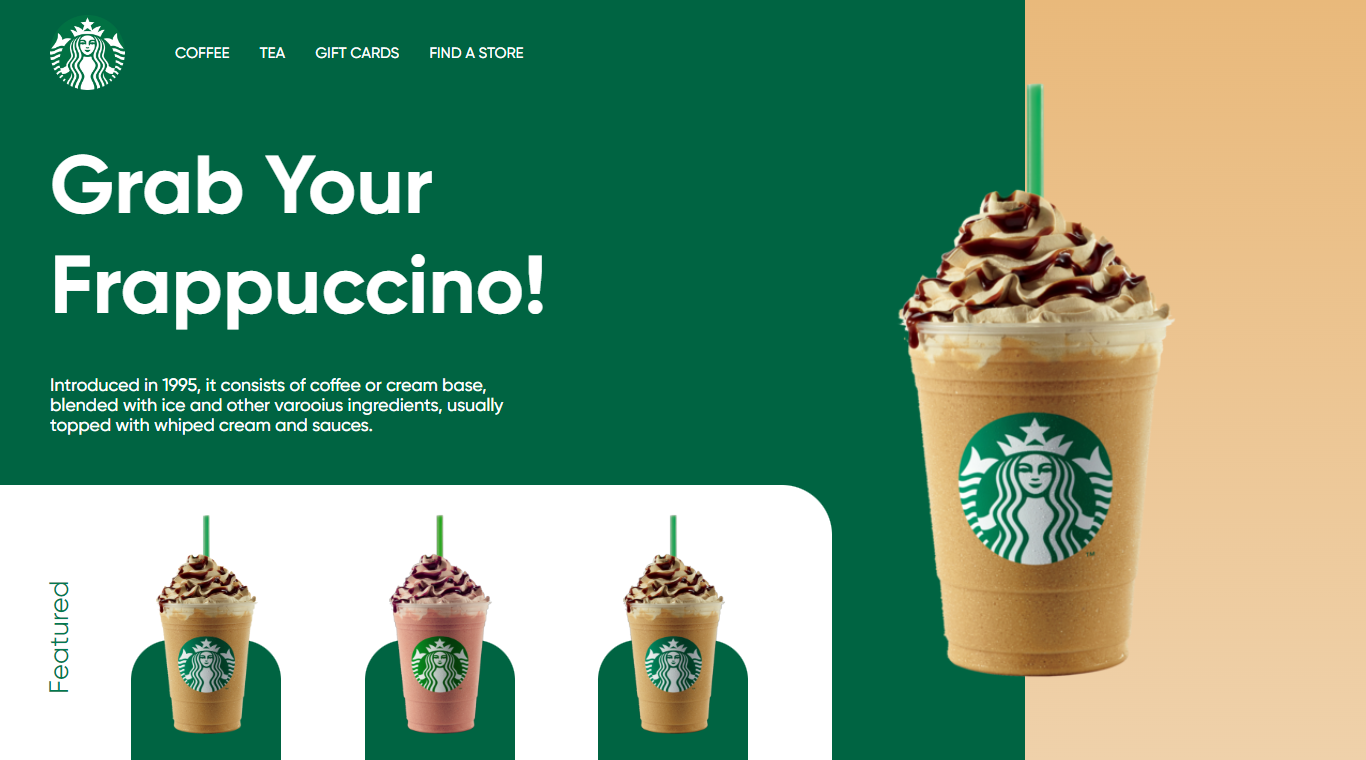 COFFEE TEA GIFT CARDS FIND A STORE
Grab Your
Frappuccino!
Introduced in 1995, it consists of coffee or cream base,
blended with ice and other varooius ingredients, usually
topped with whiped cream and sauces.
Featured
TM